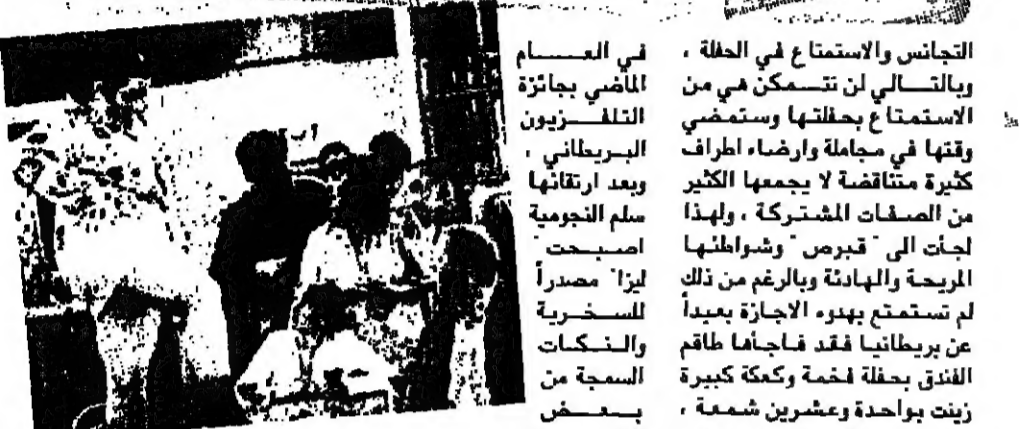 التجانس والاستمتاع في الحفلة ،
وبالتالي لن تتمكن هي من
الاستمتاع بحفلتها وستمضي
وقتها في مجاملة وارضاء اطراف
كثيرة متناقضة لا يجمعها الكثير
من الصفات المشتركة ، ولهذا
لجأت الى " قبرص " وشواطئها
المريحة والهادئة وبالرغم من ذلك
لم تستمتع بهدوء الاجازة بعيداً
عن بريطانيا فقد فاجأها طاقم
الفندق بحفلة فخمة وكعكة كبيرة
زينت بواحدة وعشرين شمعة ،
في العام
الماضي بجائزة
التلفزيون
البريطاني ،
وبعد ارتقائها
سلم النجومية
اصبحت "
ليزا" مصدراً
للسخرية
والنكات
السمجة من
بعض